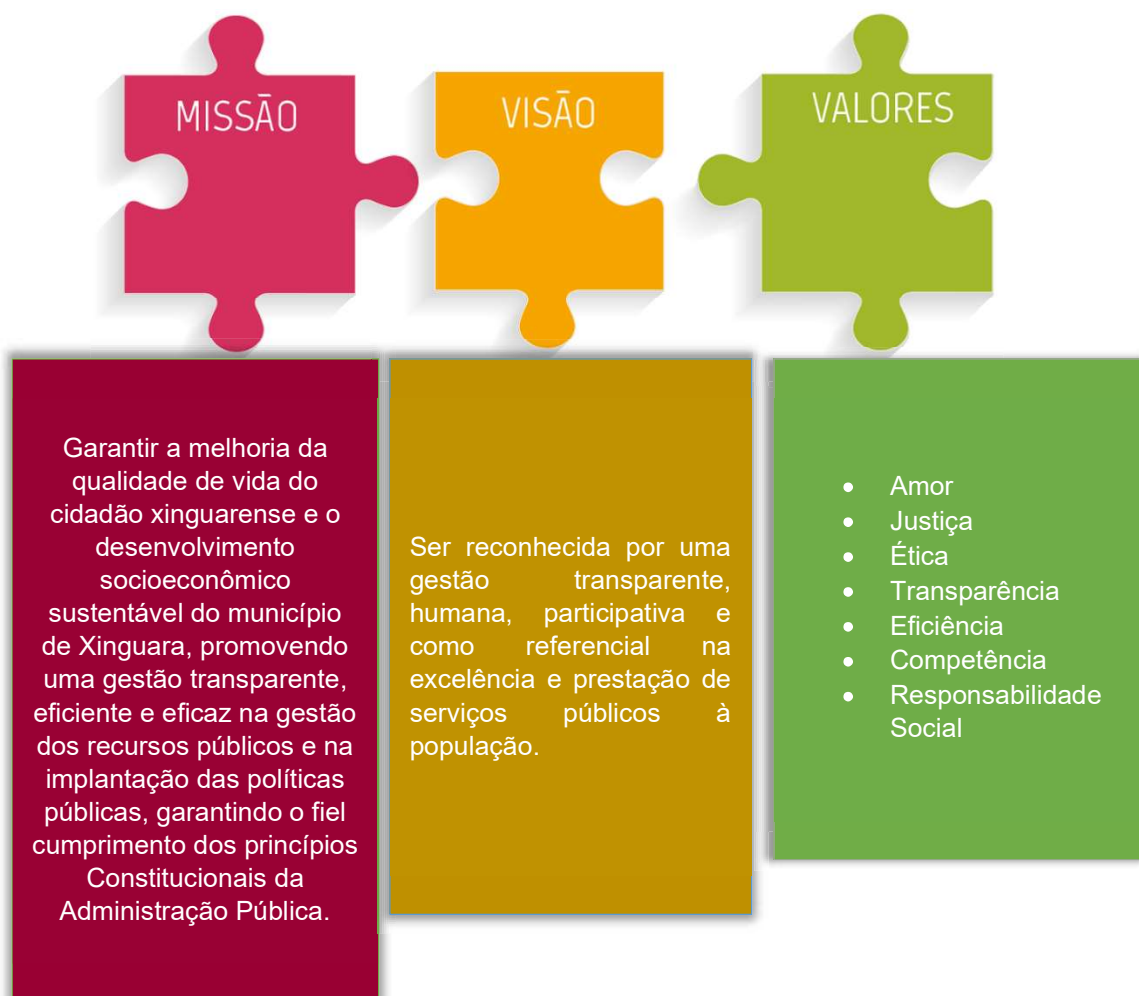 MISSÃO
VISÃO
VALORES
Garantir a melhoria da
qualidade de vida do
cidadão xinguarense e o
desenvolvimento
socioeconômico
sustentável do município
de Xinguara, promovendo
uma gestão transparente,
eficiente e eficaz na gestão
dos recursos públicos e na
implantação das políticas
públicas, garantindo o fiel
cumprimento dos princípios
Constitucionais da
Administração Pública.
Ser reconhecida por uma
gestão transparente,
humana, participativa e
como referencial na
excelência e prestação de
serviços públicos à
população.
• Amor
• Justiça
• Ética
• Transparência
• Eficiência
• Competência
• Responsabilidade
Social